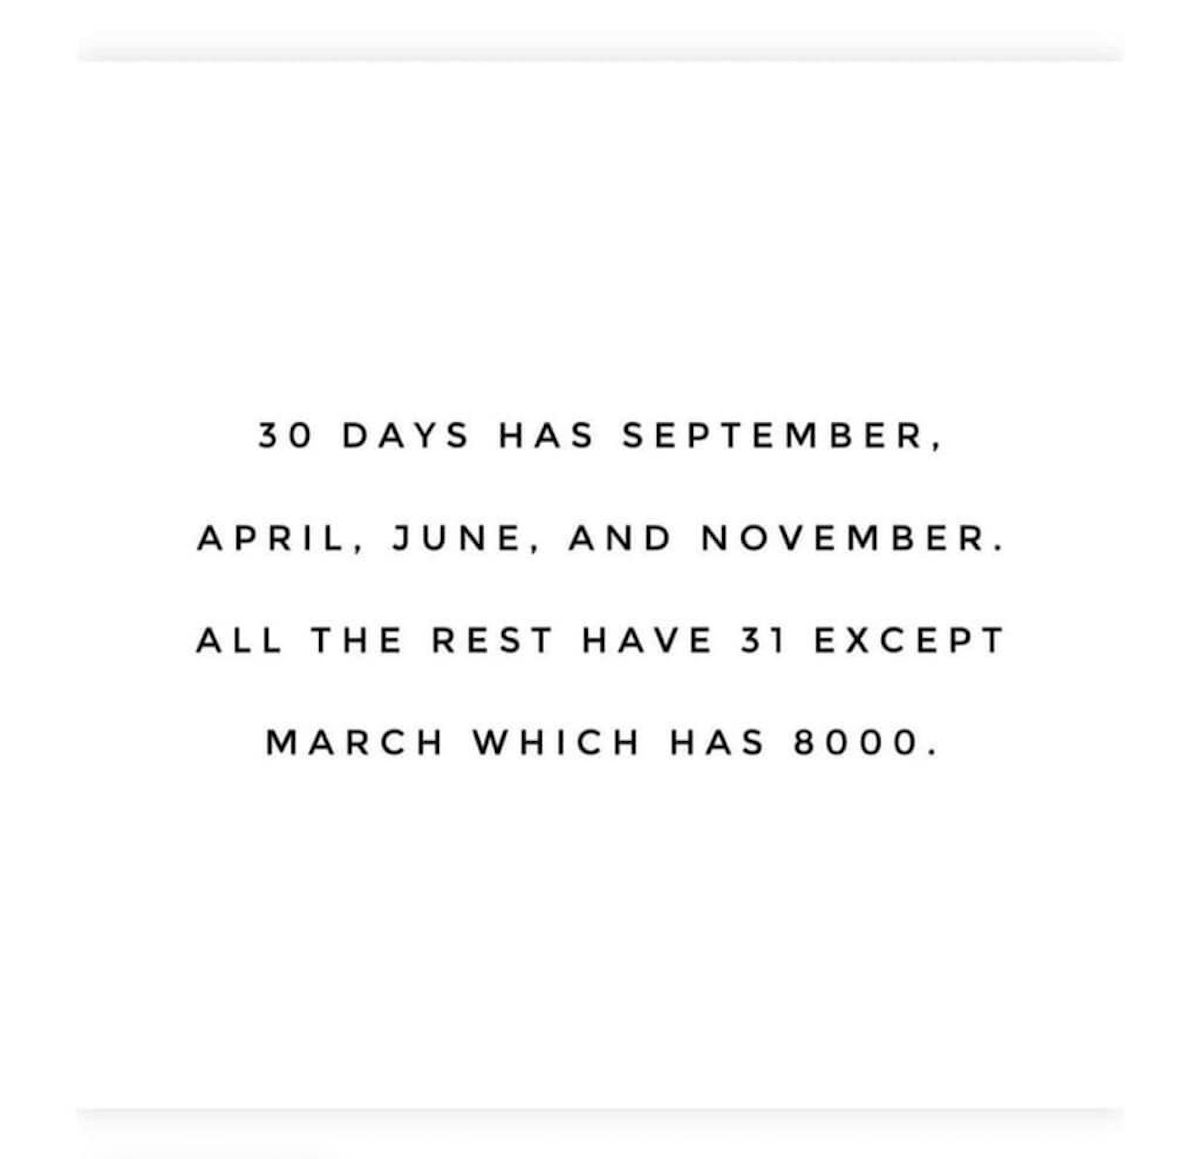 30 DAYS HAS SEPTEMBER,
APRIL, JUNE, AND NOVEMBER.
ALL THE REST HAVE 31 EXCEPT
MARCH WHICH HAS 8000.